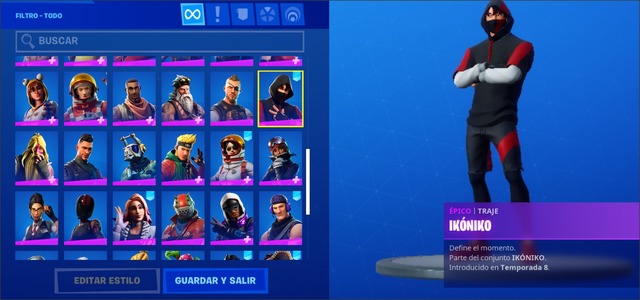 FILTRO - TODO
BUSCAR
ÉPICO | TRAJE
IKÓNIKO
Define el momento.
Parte del conjunto IKÓNIKO.
Introducido en Temporada 8.
EDITAR ESTILO
GUARDAR Y SALIR